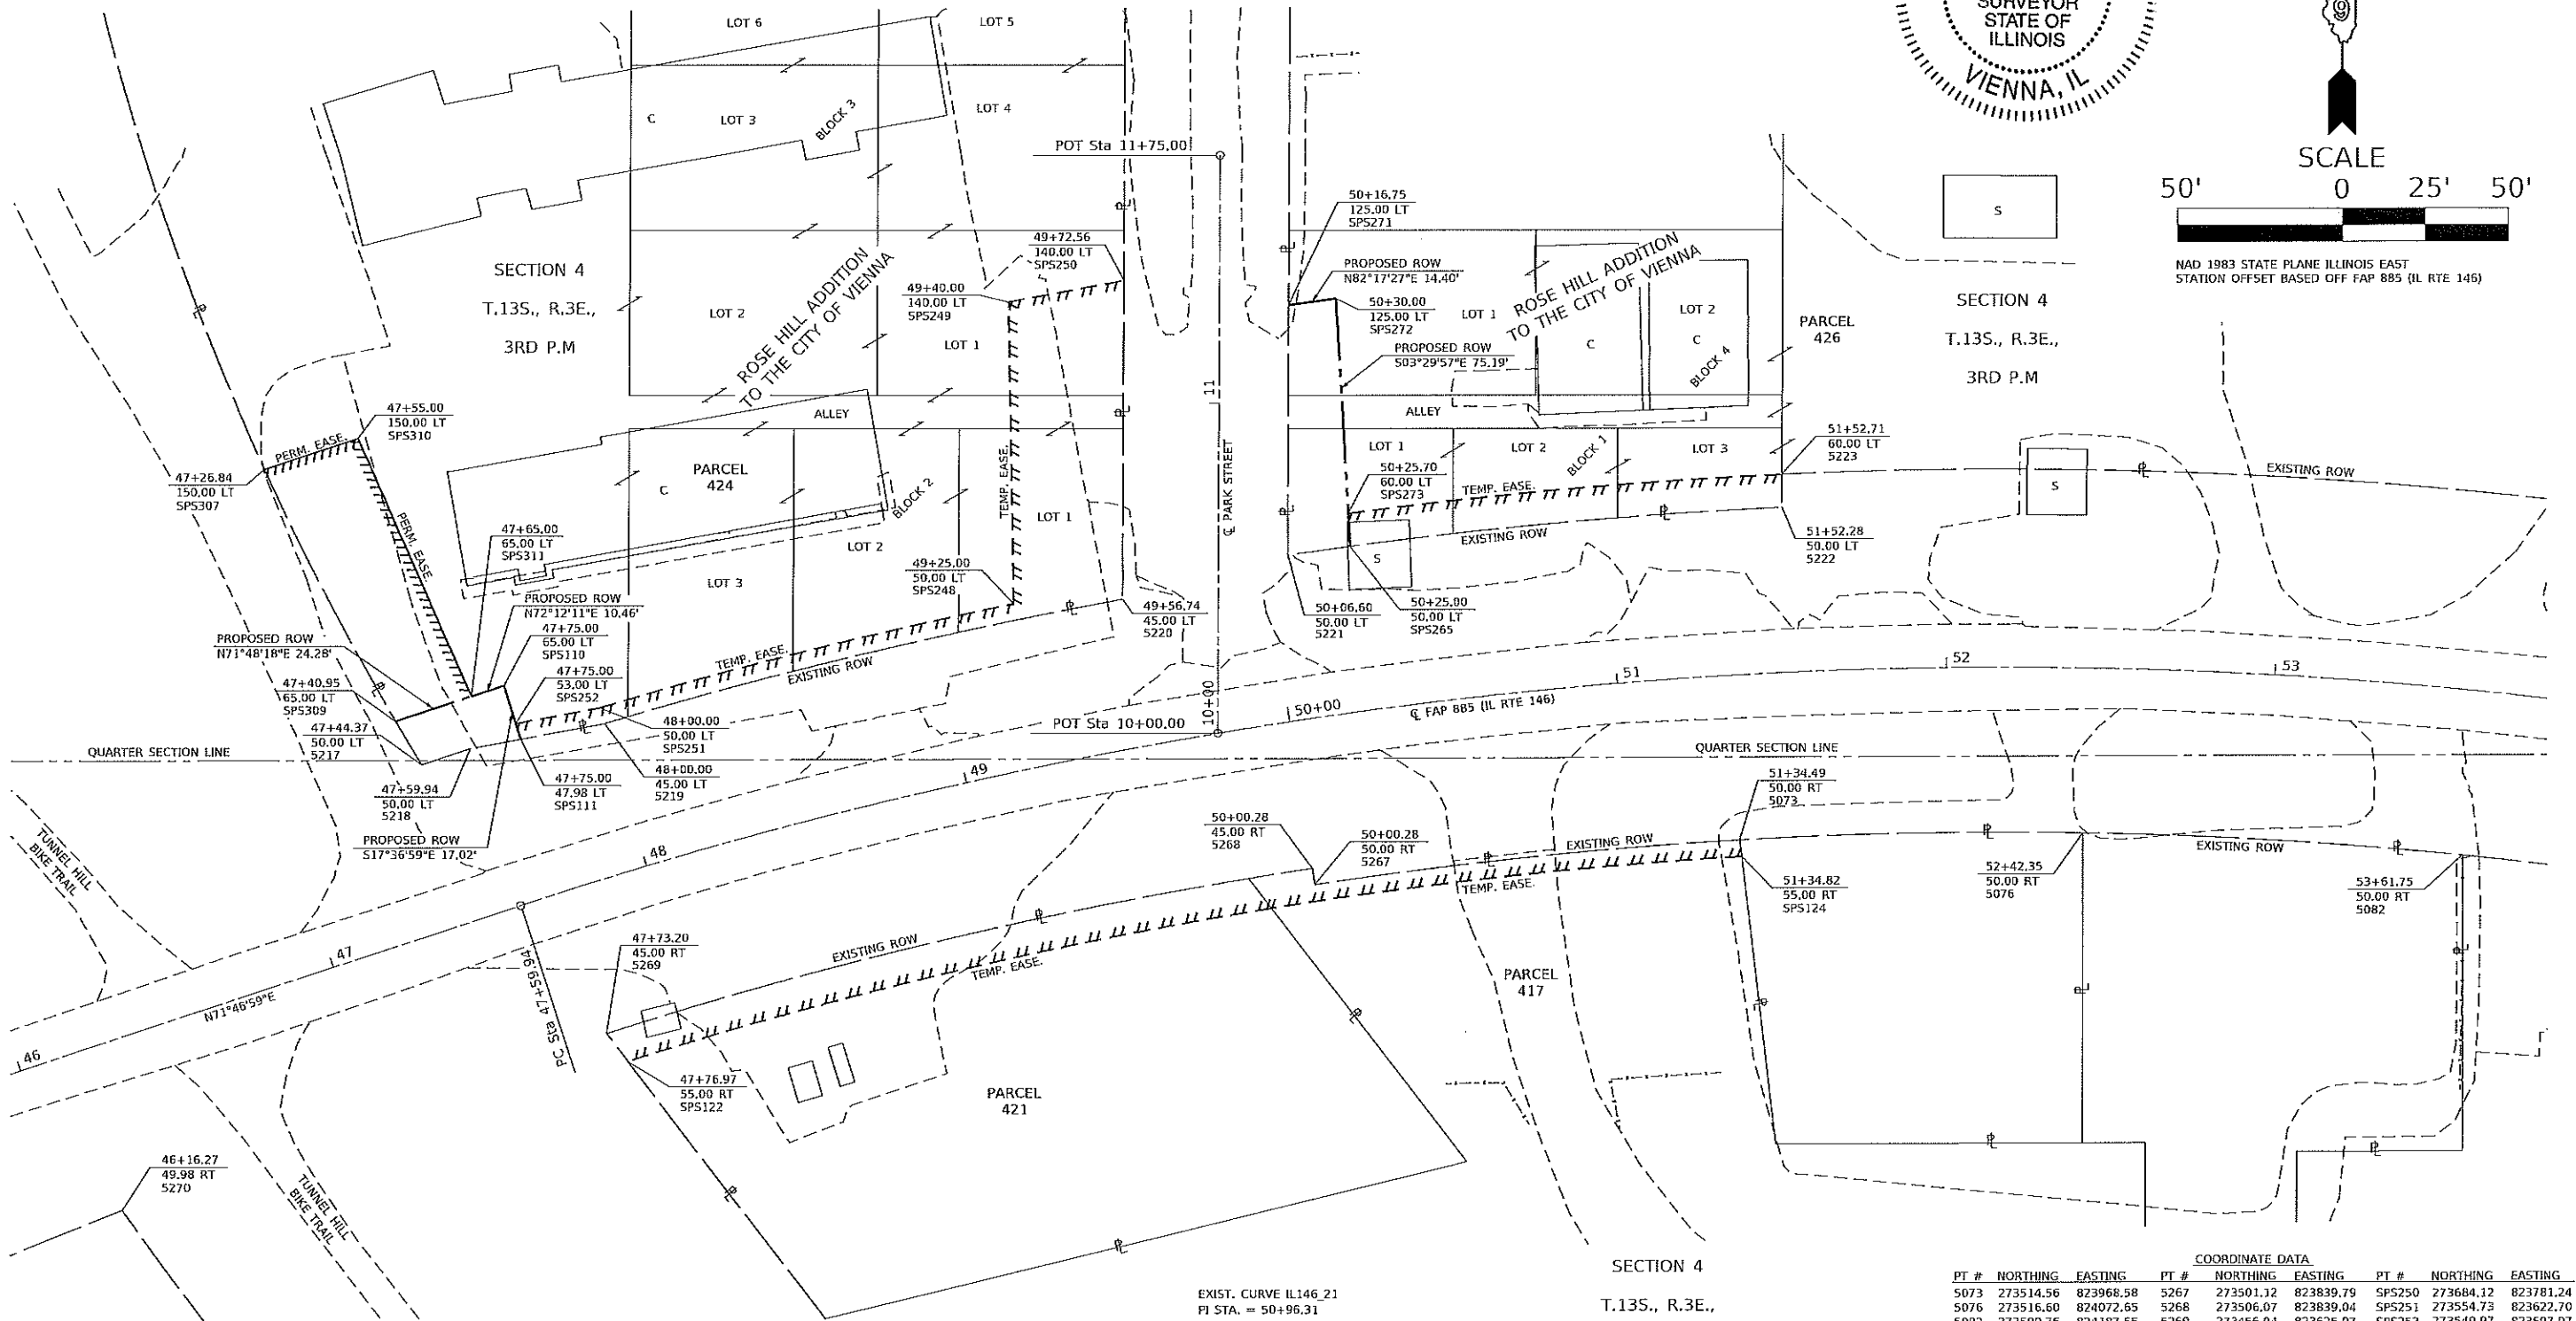 SURVEYOR
STATE OF
ILLINOIS
VIENNA, IL
SCALE
50' 0 25' 50'
NAD 1983 STATE PLANE ILLINOIS EAST
STATION OFFSET BASED OFF FAP 885 (IL RTE 146)
LOT 6
LOT 5
C
LOT 3
BLOCK 3
LOT 4
POT Sta 11+75.00
SECTION 4
T.13S., R.3E.,
3RD P.M
LOT 2
ROSE HILL ADDITION
TO THE CITY OF VIENNA
49+72.56
140.00 LT
SPS250
49+40.00
140.00 LT
SPS249
LOT 1
50+16.75
125.00 LT
SPS271
PROPOSED ROW
N82°17'27"E 14.40'
50+30.00
125.00 LT
SPS272
PROPOSED ROW
S03°29'57"E 75.19'
LOT 1
ROSE HILL ADDITION
TO THE CITY OF VIENNA
C
LOT 2
C
BLOCK 4
PARCEL
426
S
SECTION 4
T.13S., R.3E.,
3RD P.M
47+55.00
150.00 LT
SPS310
PERM. EASE.
47+26.84
150.00 LT
SPS307
PERM. EASE.
ALLEY
PARCEL
424
C
BLOCK 2
TEMP. EASE.
LOT 1
LOT 2
LOT 3
11
℄ PARK STREET
ALLEY
LOT 1
LOT 2
BLOCK 1
LOT 3
50+25.70
60.00 LT
SPS273
TEMP. EASE.
51+52.71
60.00 LT
5223
EXISTING ROW
S
EXISTING ROW
51+52.28
50.00 LT
5222
S
47+65.00
65.00 LT
SPS311
49+25.00
50.00 LT
SPS248
PROPOSED ROW
N72°12'11"E 10.46'
47+75.00
65.00 LT
SPS110
PROPOSED ROW
N71°48'18"E 24.28'
47+75.00
53.00 LT
SPS252
TEMP. EASE.
EXISTING ROW
49+56.74
45.00 LT
5220
50+06.60
50.00 LT
5221
50+25.00
50.00 LT
SPS265
47+40.95
65.00 LT
SPS309
47+44.37
50.00 LT
5217
48+00.00
50.00 LT
SPS251
48+00.00
45.00 LT
5219
47+75.00
47.98 LT
SPS111
47+59.94
50.00 LT
5218
PROPOSED ROW
S17°36'59"E 17.02'
QUARTER SECTION LINE
POT Sta 10+00.00
10+00
50+00
℄ FAP 885 (IL RTE 146)
51
52
53
QUARTER SECTION LINE
49
48
47
46
N71°46'59"E
TUNNEL HILL
BIKE TRAIL
PC Sta 47+59.94
47+73.20
45.00 RT
5269
EXISTING ROW
TEMP. EASE.
47+76.97
55.00 RT
SPS122
PARCEL
421
50+00.28
45.00 RT
5268
50+00.28
50.00 RT
5267
EXISTING ROW
TEMP. EASE.
51+34.49
50.00 RT
5073
51+34.82
55.00 RT
SPS124
52+42.35
50.00 RT
5076
EXISTING ROW
53+61.75
50.00 RT
5082
PARCEL
417
46+16.27
49.98 RT
5270
TUNNEL HILL
BIKE TRAIL
EXIST. CURVE IL146_21
PI STA. = 50+96.31
SECTION 4
T.13S., R.3E.,
COORDINATE DATA
PT # NORTHING EASTING PT # NORTHING EASTING PT # NORTHING EASTING
5073 273514.56 823968.58 5267 273501.12 823839.79 SPS250 273684.12 823781.24
5076 273516.60 824072.65 5268 273506.07 823839.04 SPS251 273554.73 823622.70